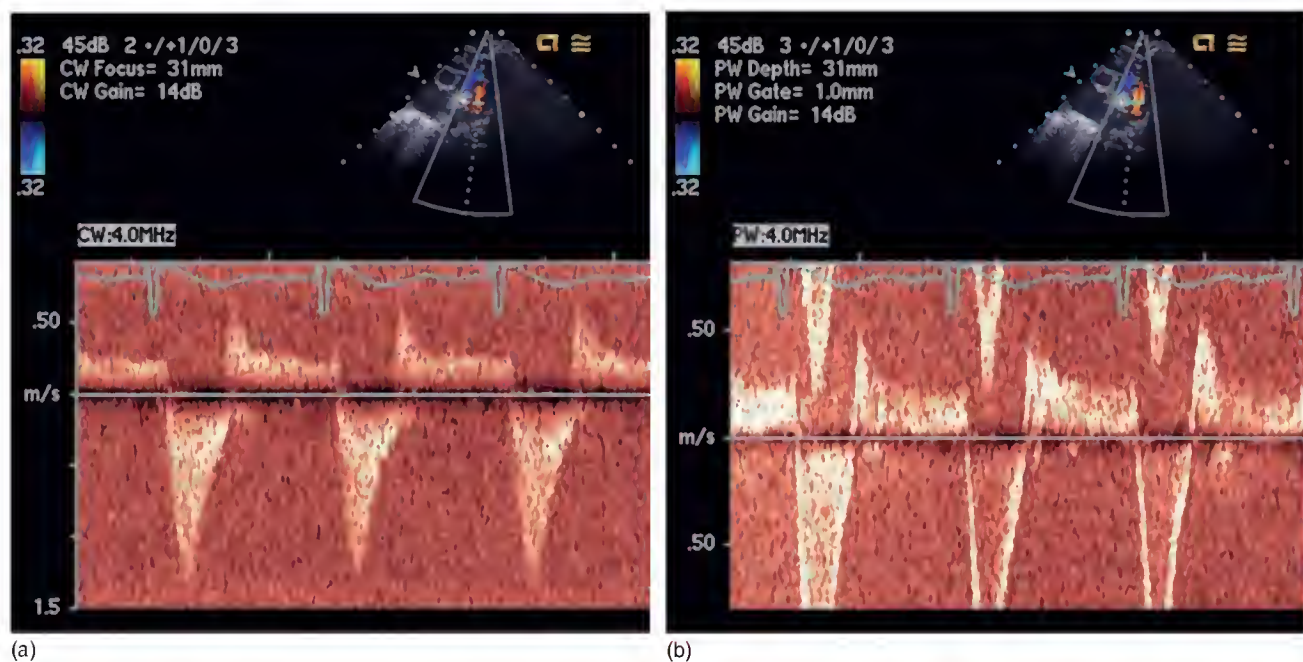 .32
45dB 2 •/+1/0/3
CW Focus= 31mm
CW Gain= 14dB
.32
CW:4.0MHz
.50
m/s
1.5
(a)
.32
45dB 3 •/+1/0/3
PW Depth= 31mm
PW Gate= 1.0mm
PW Gain= 14dB
.32
PW:4.0MHz
.50
m/s
.50
(b)